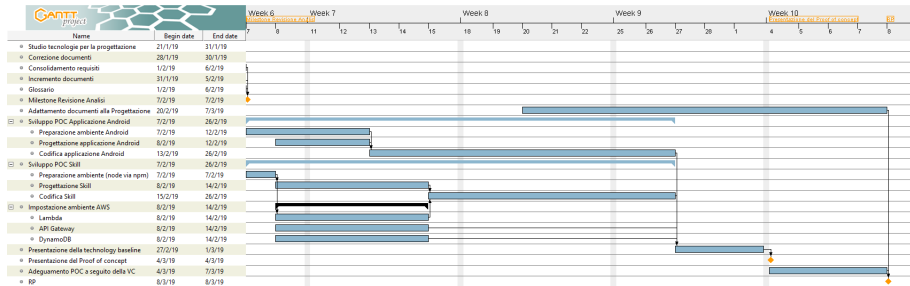 GANTT
project
Name Begin date End date
Week 6 Week 7 Week 8 Week 9 Week 10
7 8 11 12 13 14 15 18 19 20 21 22 25 26 27 28 1 4 5 6 7 8
Presentazione del Proof of concept
Studio tecnologie per la progettazione 21/1/19 31/1/19
Correzione documenti 28/1/19 30/1/19
Consolidamento requisiti 1/2/19 6/2/19
Incremento documenti 31/1/19 5/2/19
Glossario 1/2/19 6/2/19
Milestone Revisione Analisi 7/2/19 7/2/19
Adattamento documenti alla Progettazione 20/2/19 7/3/19
Sviluppo POC Applicazione Android 7/2/19 26/2/19
Preparazione ambiente Android 7/2/19 12/2/19
Progettazione applicazione Android 8/2/19 12/2/19
Codifica applicazione Android 13/2/19 26/2/19
Sviluppo POC Skill 7/2/19 26/2/19
Preparazione ambiente (node via npm) 7/2/19 7/2/19
Progettazione Skill 8/2/19 14/2/19
Codifica Skill 15/2/19 26/2/19
Impostazione ambiente AWS 8/2/19 14/2/19
Lambda 8/2/19 14/2/19
API Gateway 8/2/19 14/2/19
DynamoDB 8/2/19 14/2/19
Presentazione della technology baseline 27/2/19 1/3/19
Presentazione del Proof of concept 4/3/19 4/3/19
Adeguamento POC a seguito della VC 4/3/19 7/3/19
RP 8/3/19 8/3/19